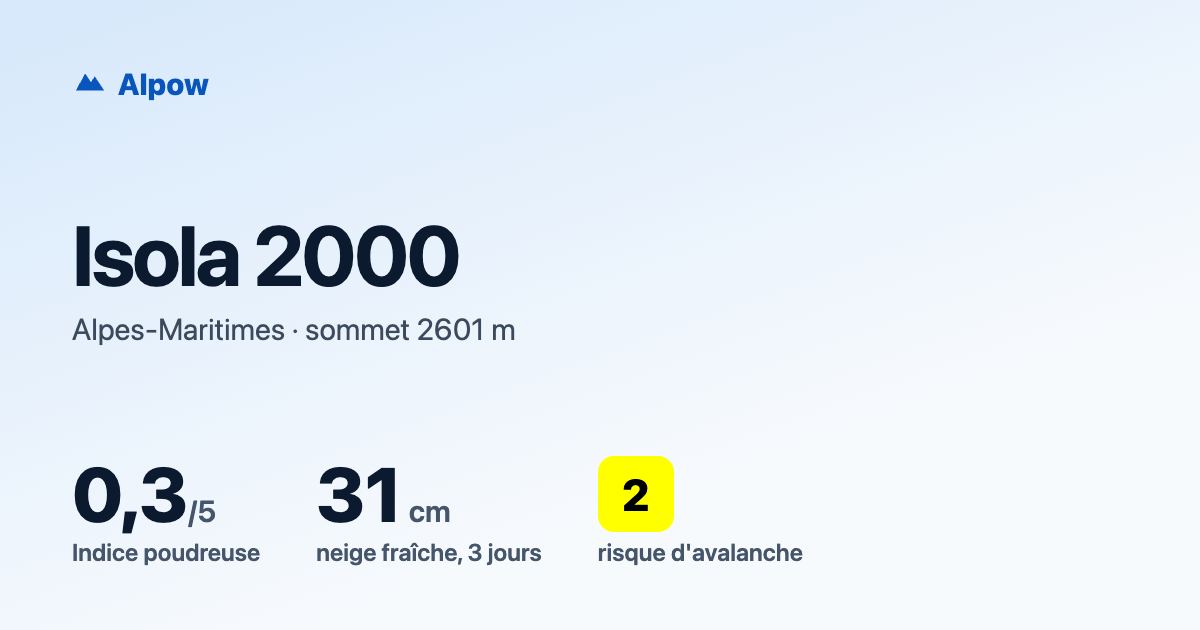 Alpow
Isola 2000
Alpes-Maritimes · sommet 2601 m
0,3/5
Indice poudreuse
31 cm
neige fraîche, 3 jours
2
risque d'avalanche